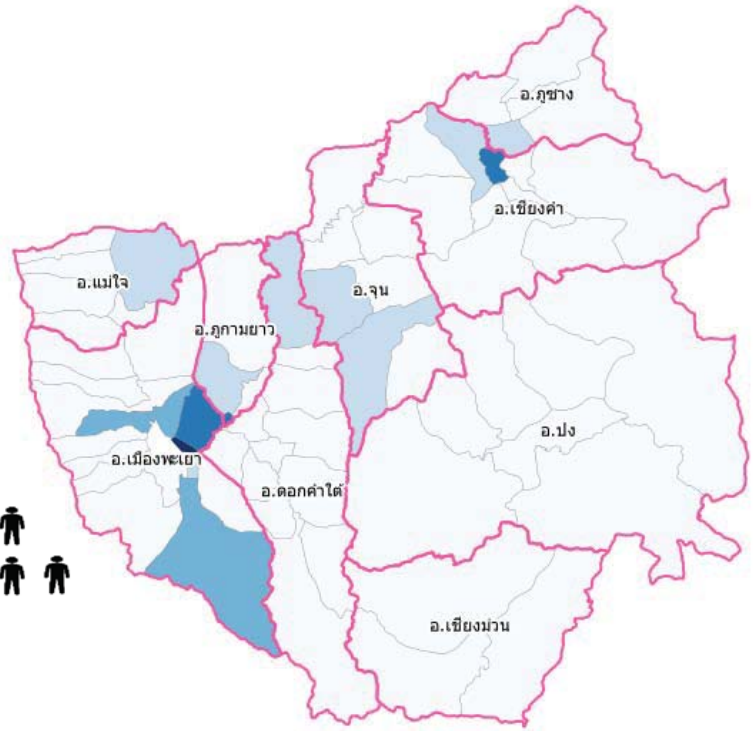 อ.ภูซาง
อ.เชียงคำ
อ.แม่ใจ
อ.จุน
อ.ภูกามยาว
อ.ปง
อ.เมืองพะเยา
อ.ดอกคำใต้
อ.เชียงม่วน